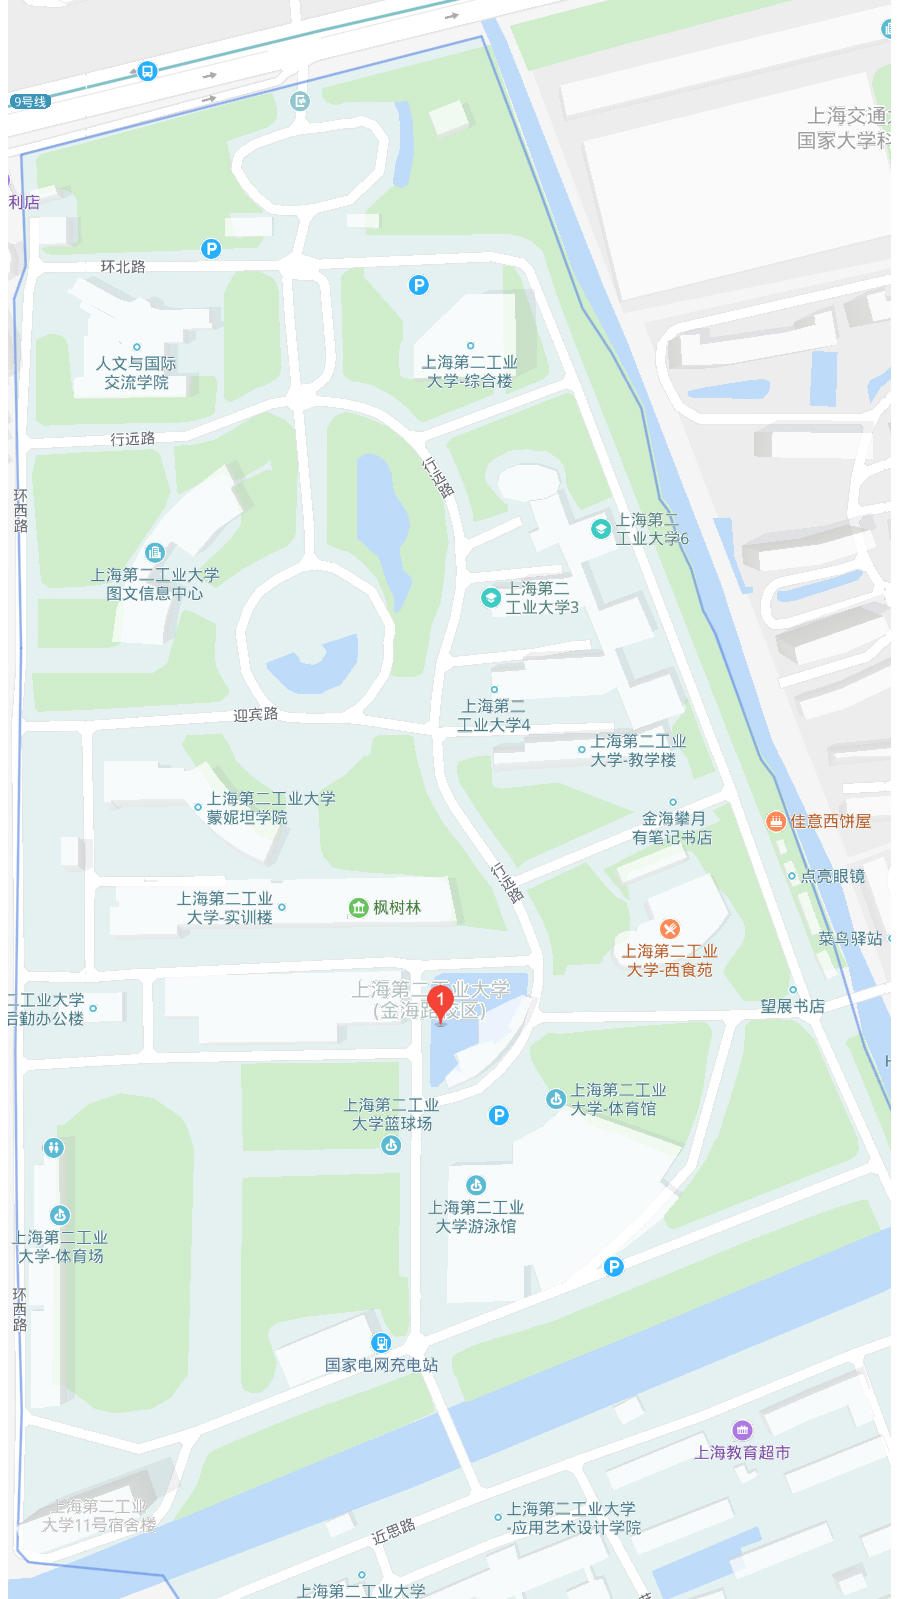 上海交通大
国家大学科
9号线
利店
P
环北路
P
人文与国际
交流学院
上海第二工业
大学-综合楼
行远路
行远路
环西路
上海第二
工业大学6
上海第二工业大学
图文信息中心
上海第二
工业大学3
迎宾路
上海第二
工业大学4
上海第二工业
大学-教学楼
上海第二工业大学
蒙妮坦学院
金海攀月
有笔记书店
佳意西饼屋
行远路
点亮眼镜
上海第二工业
大学-实训楼
枫树林
上海第二工业
大学-西食苑
菜鸟驿站
上海第二工业大学
(金海路校区)
1
二工业大学
后勤办公楼
望展书店
上海第二工业
大学-体育馆
上海第二工业
大学篮球场
P
上海第二工业
大学游泳馆
上海第二工业
大学-体育场
P
环西路
国家电网充电站
上海教育超市
上海第二工业
大学11号宿舍楼
上海第二工业大学
-应用艺术设计学院
近思路
上海第二工业大学